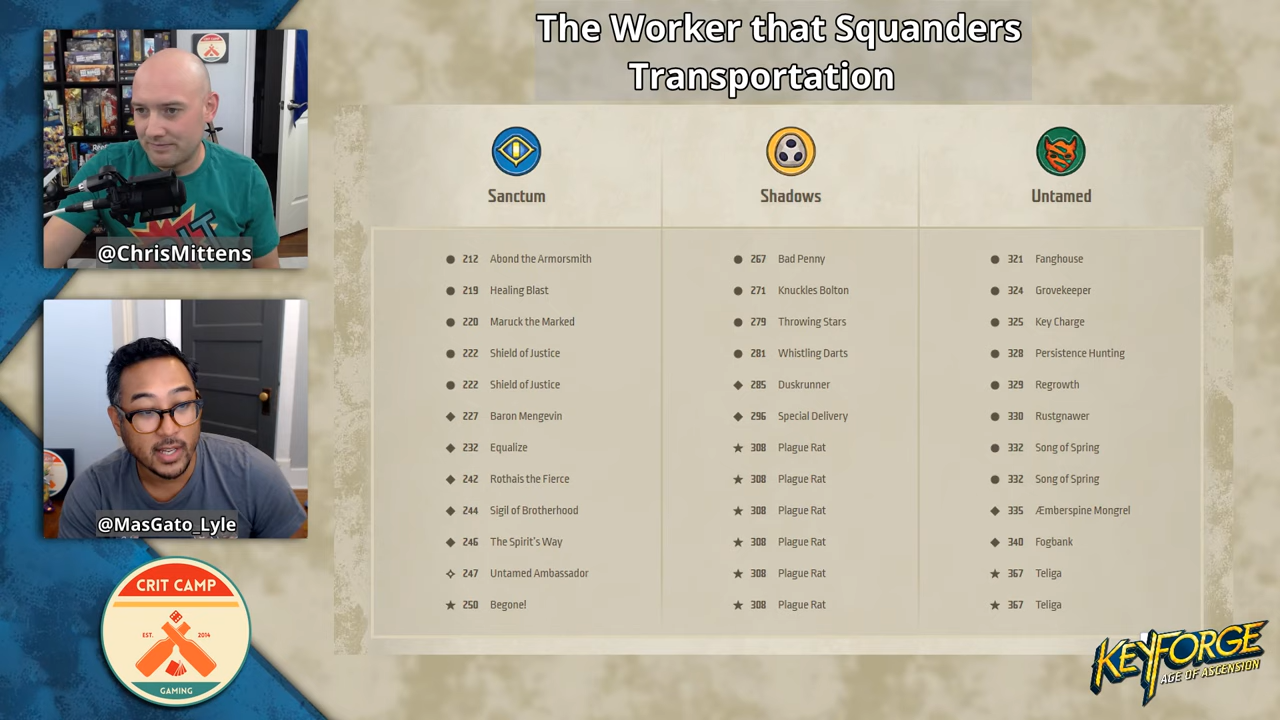 The Worker that Squanders
Transportation
@ChrisMittens
@MasGato_Lyle
CRIT CAMP
EST. 2014
GAMING
Sanctum
212 Abond the Armorsmith
219 Healing Blast
220 Maruck the Marked
222 Shield of Justice
222 Shield of Justice
227 Baron Mengevin
232 Equalize
242 Rothais the Fierce
244 Sigil of Brotherhood
246 The Spirit's Way
247 Untamed Ambassador
250 Begone!
Shadows
267 Bad Penny
271 Knuckles Bolton
279 Throwing Stars
281 Whistling Darts
285 Duskrunner
296 Special Delivery
308 Plague Rat
308 Plague Rat
308 Plague Rat
308 Plague Rat
308 Plague Rat
308 Plague Rat
Untamed
321 Fanghouse
324 Grovekeeper
325 Key Charge
328 Persistence Hunting
329 Regrowth
330 Rustgnawer
332 Song of Spring
332 Song of Spring
335 Æmberspine Mongrel
340 Fogbank
367 Teliga
367 Teliga
KEYFORGE
AGE OF ASCENSION